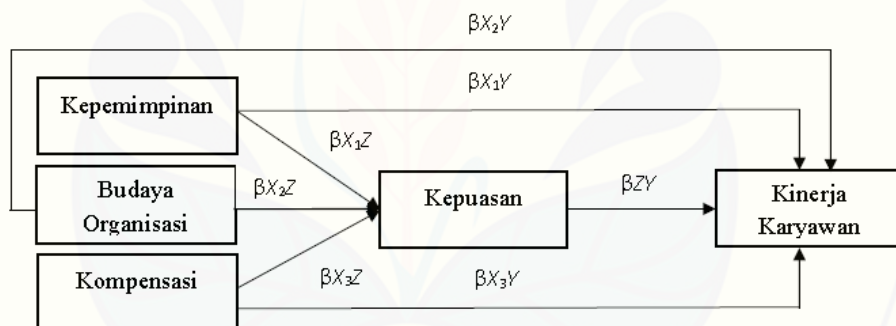 βX₂Y
βX₁Y
Kepemimpinan
βX₁Z
Budaya
Organisasi
βX₂Z
Kepuasan
βZY
Kinerja
Karyawan
Kompensasi
βX₃Z
βX₃Y